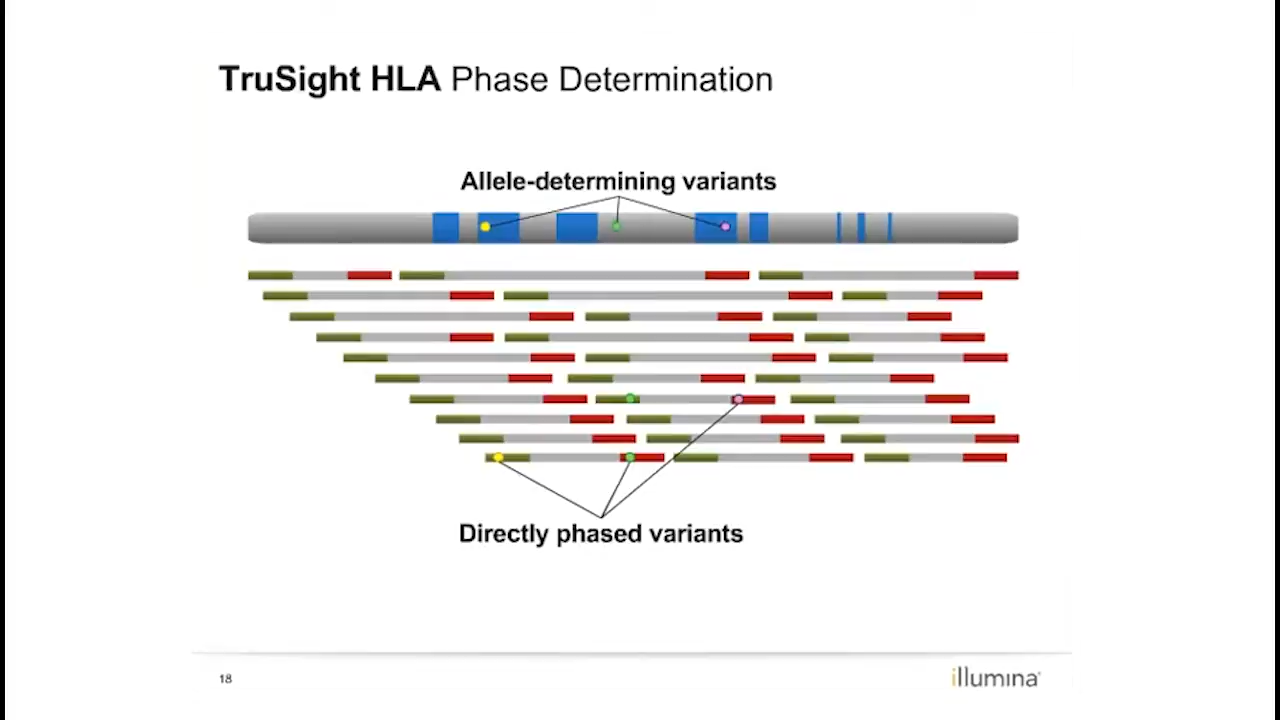 TruSight HLA Phase Determination
Allele-determining variants
Directly phased variants
18
illumina